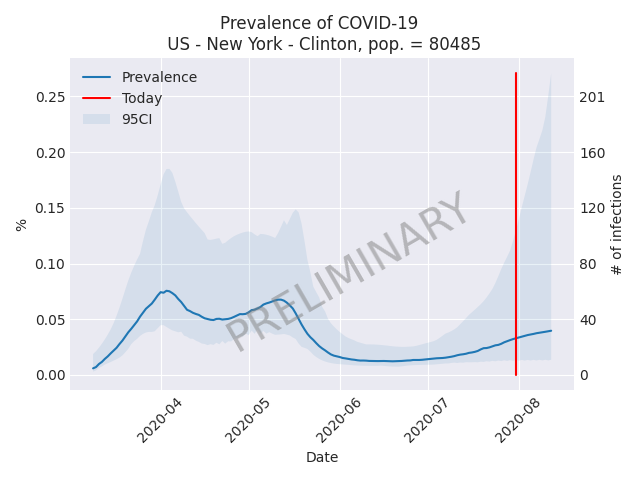 Prevalence of COVID-19
US - New York - Clinton, pop. = 80485
Prevalence
Today
95CI
0.25
0.20
0.15
0.10
0.05
0.00
%
201
160
120
80
40
0
# of infections
PRELIMINARY
2020-04
2020-05
2020-06
2020-07
2020-08
Date